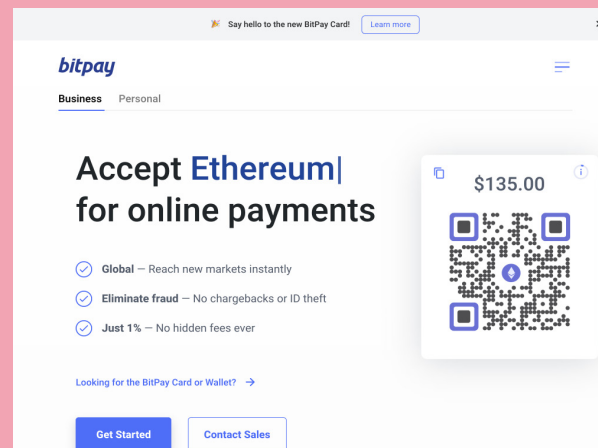 🎉 Say hello to the new BitPay Card! Learn more
bitpay
Business Personal
Accept Ethereum|
for online payments
Global — Reach new markets instantly
Eliminate fraud — No chargebacks or ID theft
Just 1% — No hidden fees ever
Looking for the BitPay Card or Wallet? →
Get Started Contact Sales
$135.00